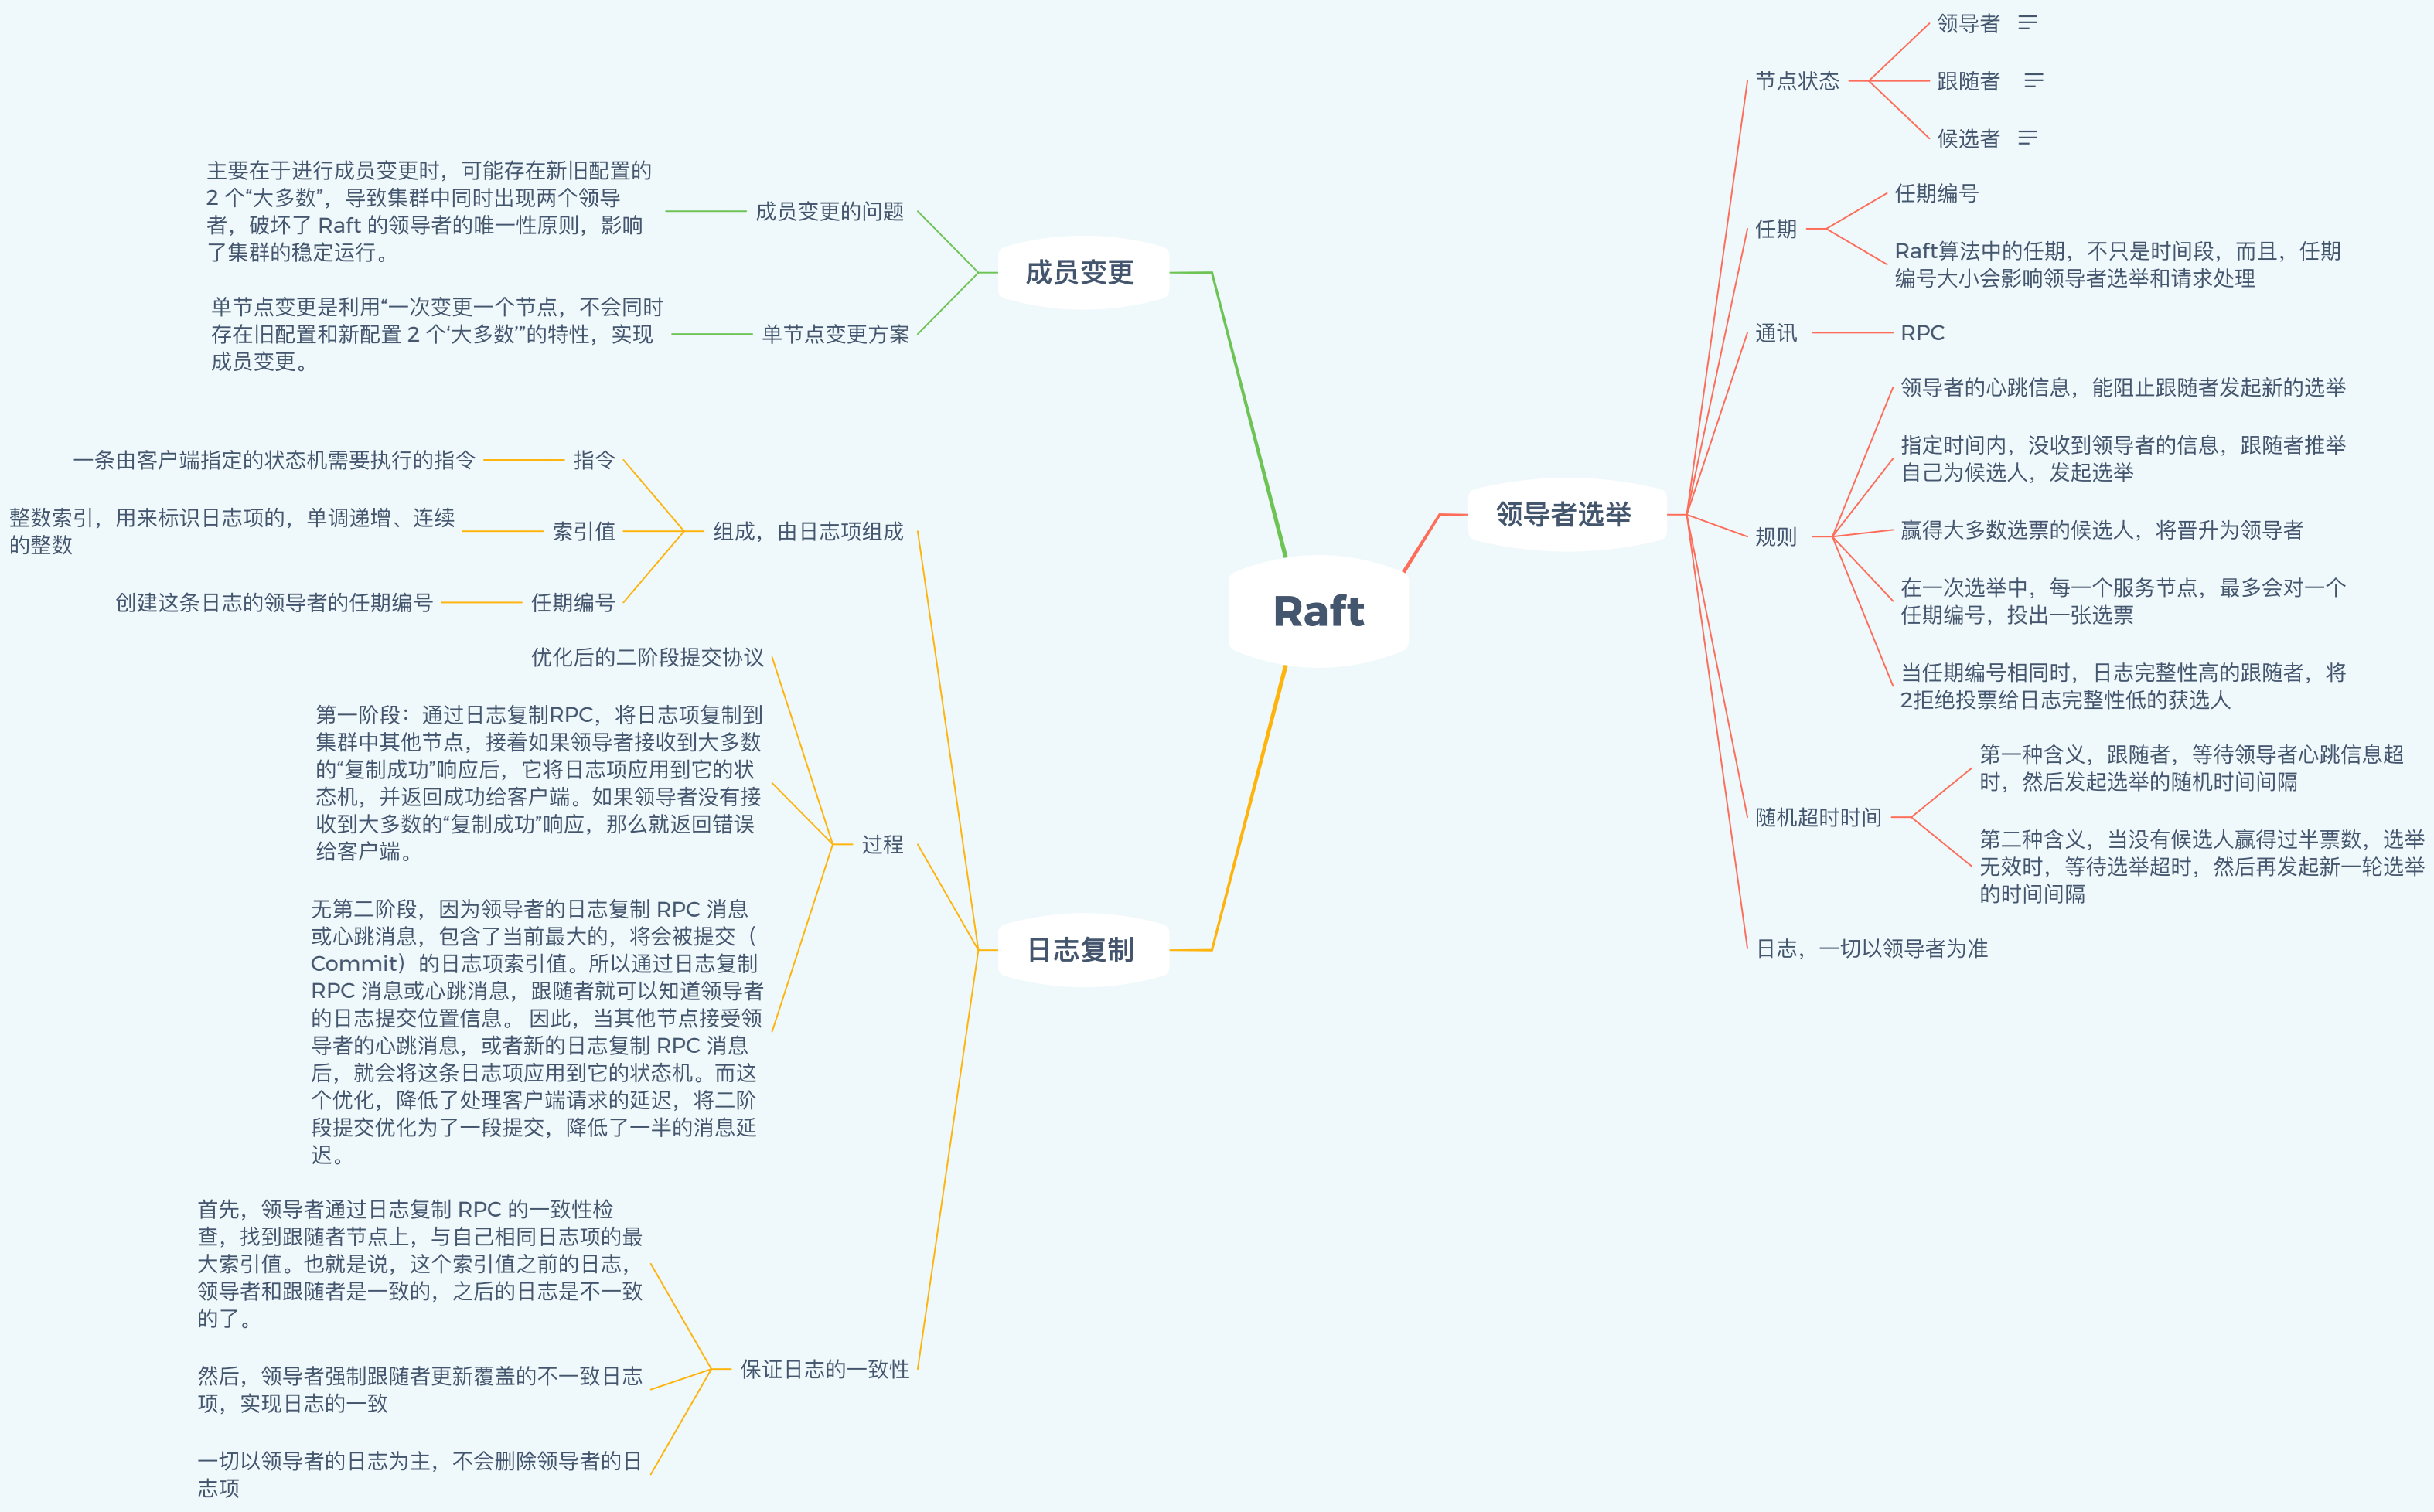 Raft
领导者选举
节点状态
领导者
跟随者
候选者
任期
任期编号
Raft算法中的任期，不只是时间段，而且，任期
编号大小会影响领导者选举和请求处理
通讯
RPC
规则
领导者的心跳信息，能阻止跟随者发起新的选举
指定时间内，没收到领导者的信息，跟随者推举
自己为候选人，发起选举
赢得大多数选票的候选人，将晋升为领导者
在一次选举中，每一个服务节点，最多会对一个
任期编号，投出一张选票
当任期编号相同时，日志完整性高的跟随者，将
2拒绝投票给日志完整性低的获选人
随机超时时间
第一种含义，跟随者，等待领导者心跳信息超
时，然后发起选举的随机时间间隔
第二种含义，当没有候选人赢得过半票数，选举
无效时，等待选举超时，然后再发起新一轮选举
的时间间隔
日志，一切以领导者为准
成员变更
成员变更的问题
主要在于进行成员变更时，可能存在新旧配置的
2 个“大多数”，导致集群中同时出现两个领导
者，破坏了 Raft 的领导者的唯一性原则，影响
了集群的稳定运行。
单节点变更方案
单节点变更是利用“一次变更一个节点，不会同时
存在旧配置和新配置 2 个‘大多数’”的特性，实现
成员变更。
日志复制
组成，由日志项组成
指令
一条由客户端指定的状态机需要执行的指令
索引值
整数索引，用来标识日志项的，单调递增、连续
的整数
任期编号
创建这条日志的领导者的任期编号
过程
优化后的二阶段提交协议
第一阶段：通过日志复制RPC，将日志项复制到
集群中其他节点，接着如果领导者接收到大多数
的“复制成功”响应后，它将日志项应用到它的状
态机，并返回成功给客户端。如果领导者没有接
收到大多数的“复制成功”响应，那么就返回错误
给客户端。
无第二阶段，因为领导者的日志复制 RPC 消息
或心跳消息，包含了当前最大的，将会被提交（
Commit）的日志项索引值。所以通过日志复制
RPC 消息或心跳消息，跟随者就可以知道领导者
的日志提交位置信息。 因此，当其他节点接受领
导者的心跳消息，或者新的日志复制 RPC 消息
后，就会将这条日志项应用到它的状态机。而这
个优化，降低了处理客户端请求的延迟，将二阶
段提交优化为了一段提交，降低了一半的消息延
迟。
保证日志的一致性
首先，领导者通过日志复制 RPC 的一致性检
查，找到跟随者节点上，与自己相同日志项的最
大索引值。也就是说，这个索引值之前的日志，
领导者和跟随者是一致的，之后的日志是不一致
的了。
然后，领导者强制跟随者更新覆盖的不一致日志
项，实现日志的一致
一切以领导者的日志为主，不会删除领导者的日
志项